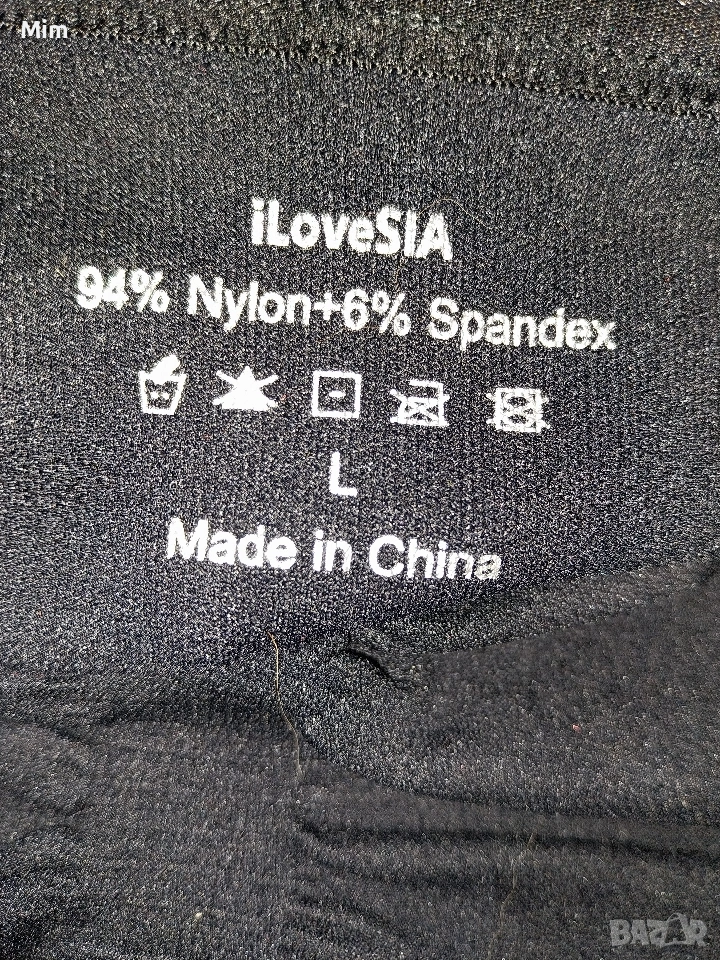 Mim
iLoveSIA
94% Nylon+6% Spandex
L
Made in China
BAZAR